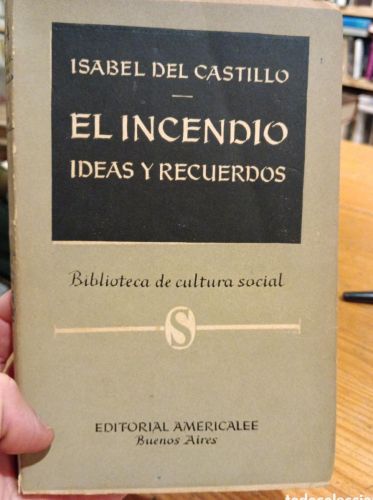 ISABEL DEL CASTILLO
EL INCENDIO
IDEAS Y RECUERDOS
Biblioteca de cultura social
S
EDITORIAL AMERICALEE
Buenos Aires